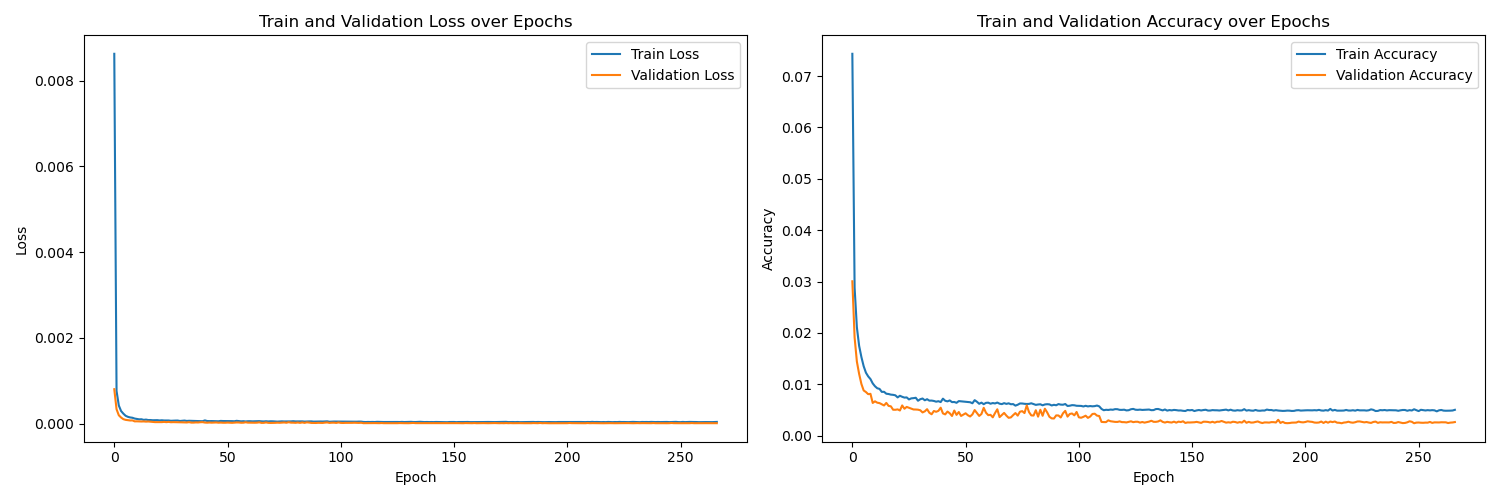 Train and Validation Loss over Epochs
Train Loss
Validation Loss
0.008
0.006
0.004
0.002
0.000
Loss
0
50
100
150
200
250
Epoch
Train and Validation Accuracy over Epochs
Train Accuracy
Validation Accuracy
0.07
0.06
0.05
0.04
0.03
0.02
0.01
0.00
Accuracy
0
50
100
150
200
250
Epoch